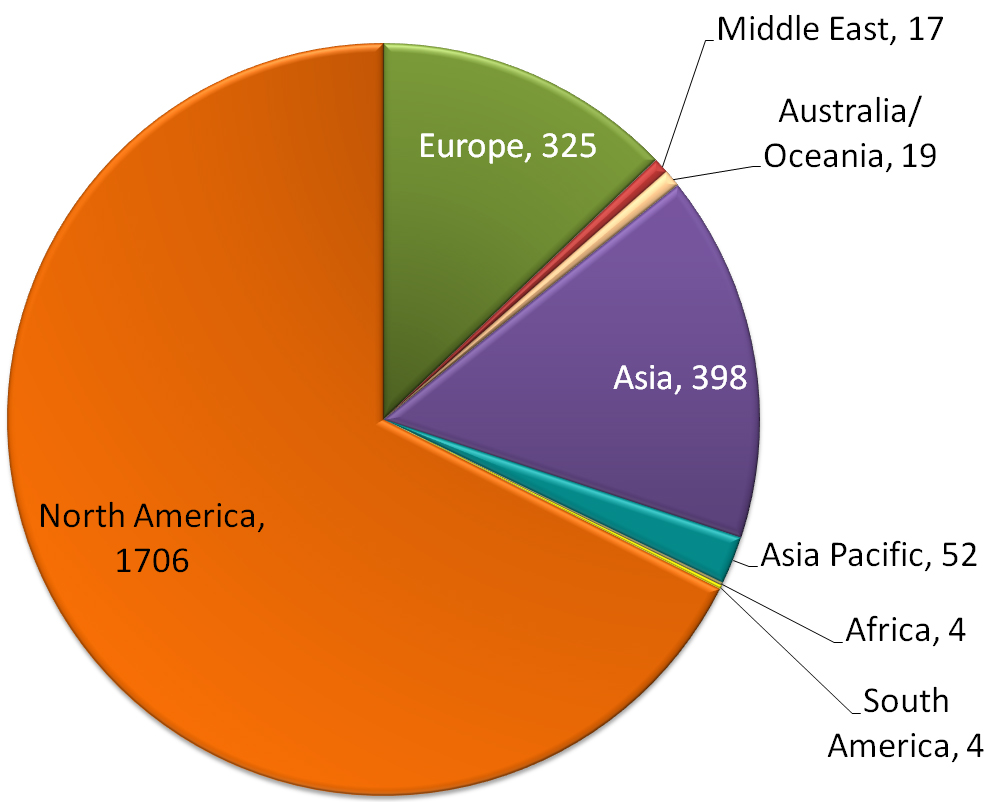 Middle East, 17
Australia/
Oceania, 19
Europe, 325
Asia, 398
North America,
1706
Asia Pacific, 52
Africa, 4
South
America, 4